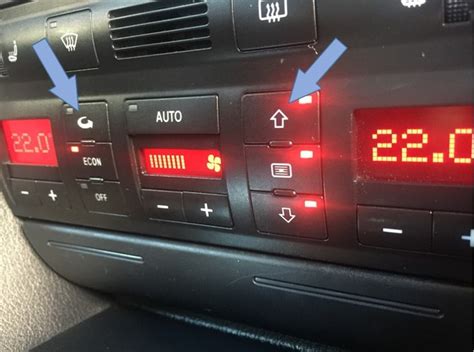 AUTO
22.0
22.0
ECON
OFF
- +
- +
-